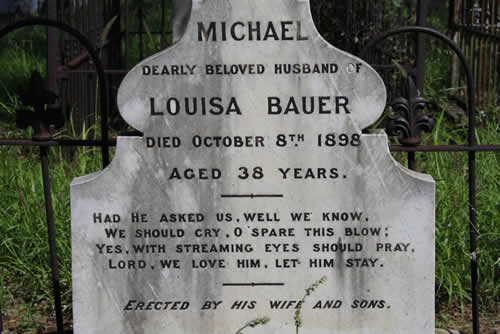 MICHAEL
DEARLY BELOVED HUSBAND OF
LOUISA BAUER
DIED OCTOBER 8TH 1898
AGED 38 YEARS.
HAD HE ASKED US, WELL WE KNOW,
WE SHOULD CRY, O SPARE THIS BLOW;
YES, WITH STREAMING EYES SHOULD PRAY,
LORD, WE LOVE HIM, LET HIM STAY.
ERECTED BY HIS WIFE AND SONS.